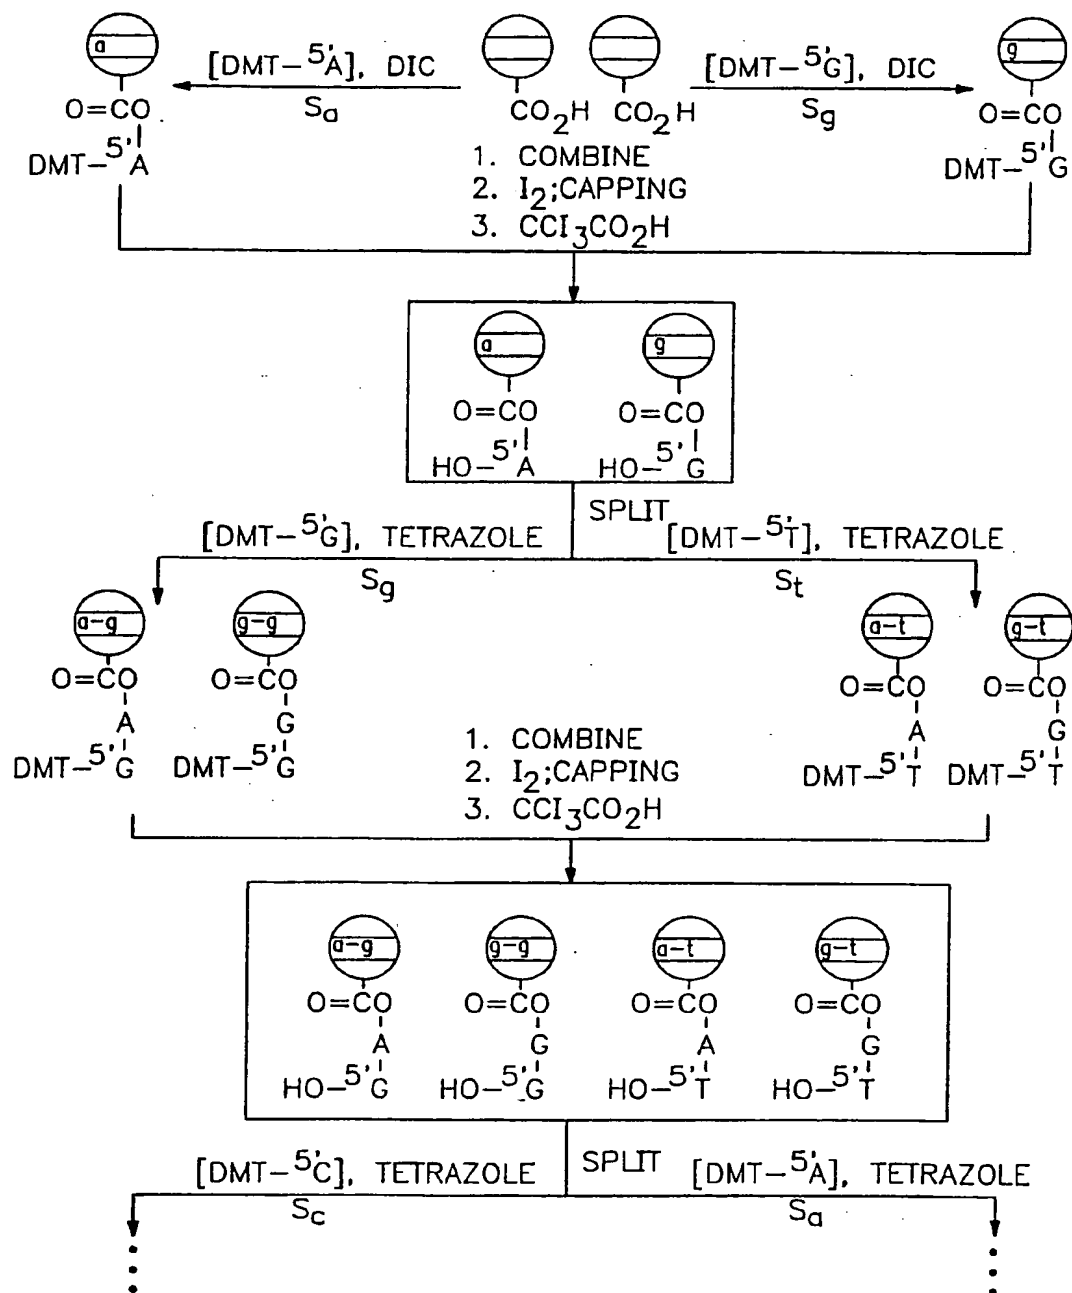 a
g
[DMT-5'A], DIC
[DMT-5'G], DIC
Sa
Sg
CO2H CO2H
O=CO
O=CO
DMT-5'A
DMT-5'G
1. COMBINE
2. I2;CAPPING
3. CCl3CO2H
a
g
O=CO
O=CO
HO-5'A
HO-5'G
SPLIT
[DMT-5'G], TETRAZOLE
[DMT-5'T], TETRAZOLE
Sg
St
a-g
g-g
a-t
g-t
O=CO
O=CO
O=CO
O=CO
A
G
A
G
DMT-5'G
DMT-5'G
DMT-5'T
DMT-5'T
1. COMBINE
2. I2;CAPPING
3. CCl3CO2H
a-g
g-g
a-t
g-t
O=CO
O=CO
O=CO
O=CO
A
G
A
G
HO-5'G
HO-5'G
HO-5'T
HO-5'T
SPLIT
[DMT-5'C], TETRAZOLE
[DMT-5'A], TETRAZOLE
Sc
Sa